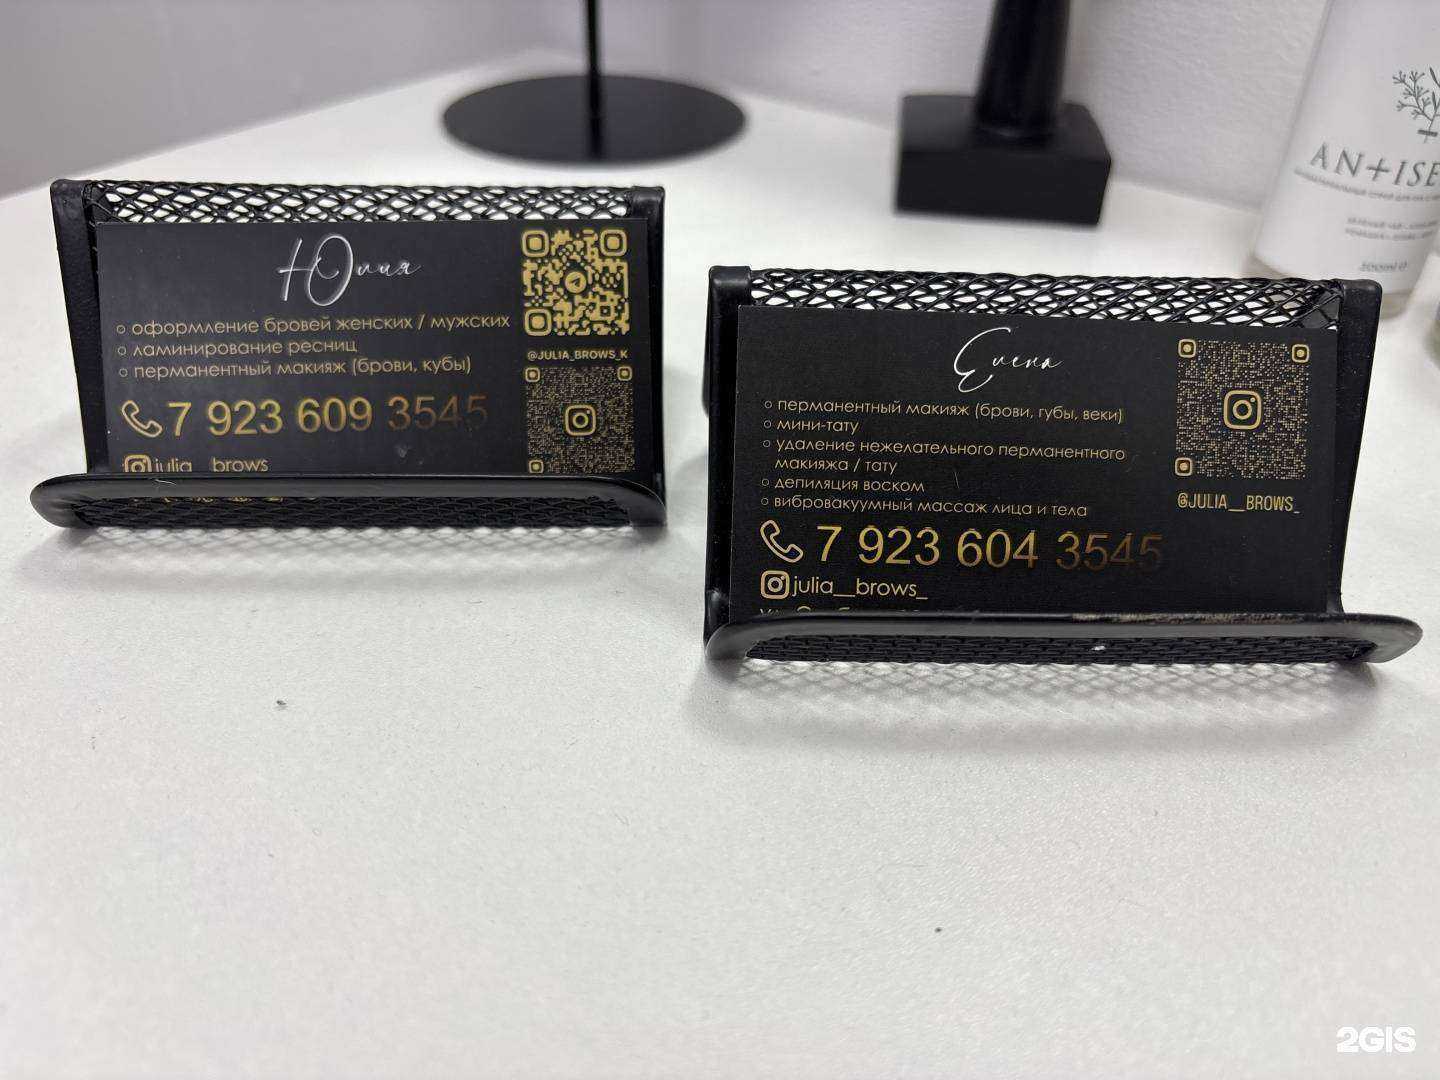 Юлия
оформление бровей женских / мужских
ламинирование ресниц
перманентный макияж (брови, кубы)
7 923 609 3545
julia__brows
@JULIA_BROWS_K
Елена
перманентный макияж (брови, губы, веки)
мини-тату
удаление нежелательного перманентного
макияжа / тату
депиляция воском
вибровакуумный массаж лица и тела
7 923 604 3545
julia__brows_
@JULIA__BROWS_
AN+ISE
2GIS